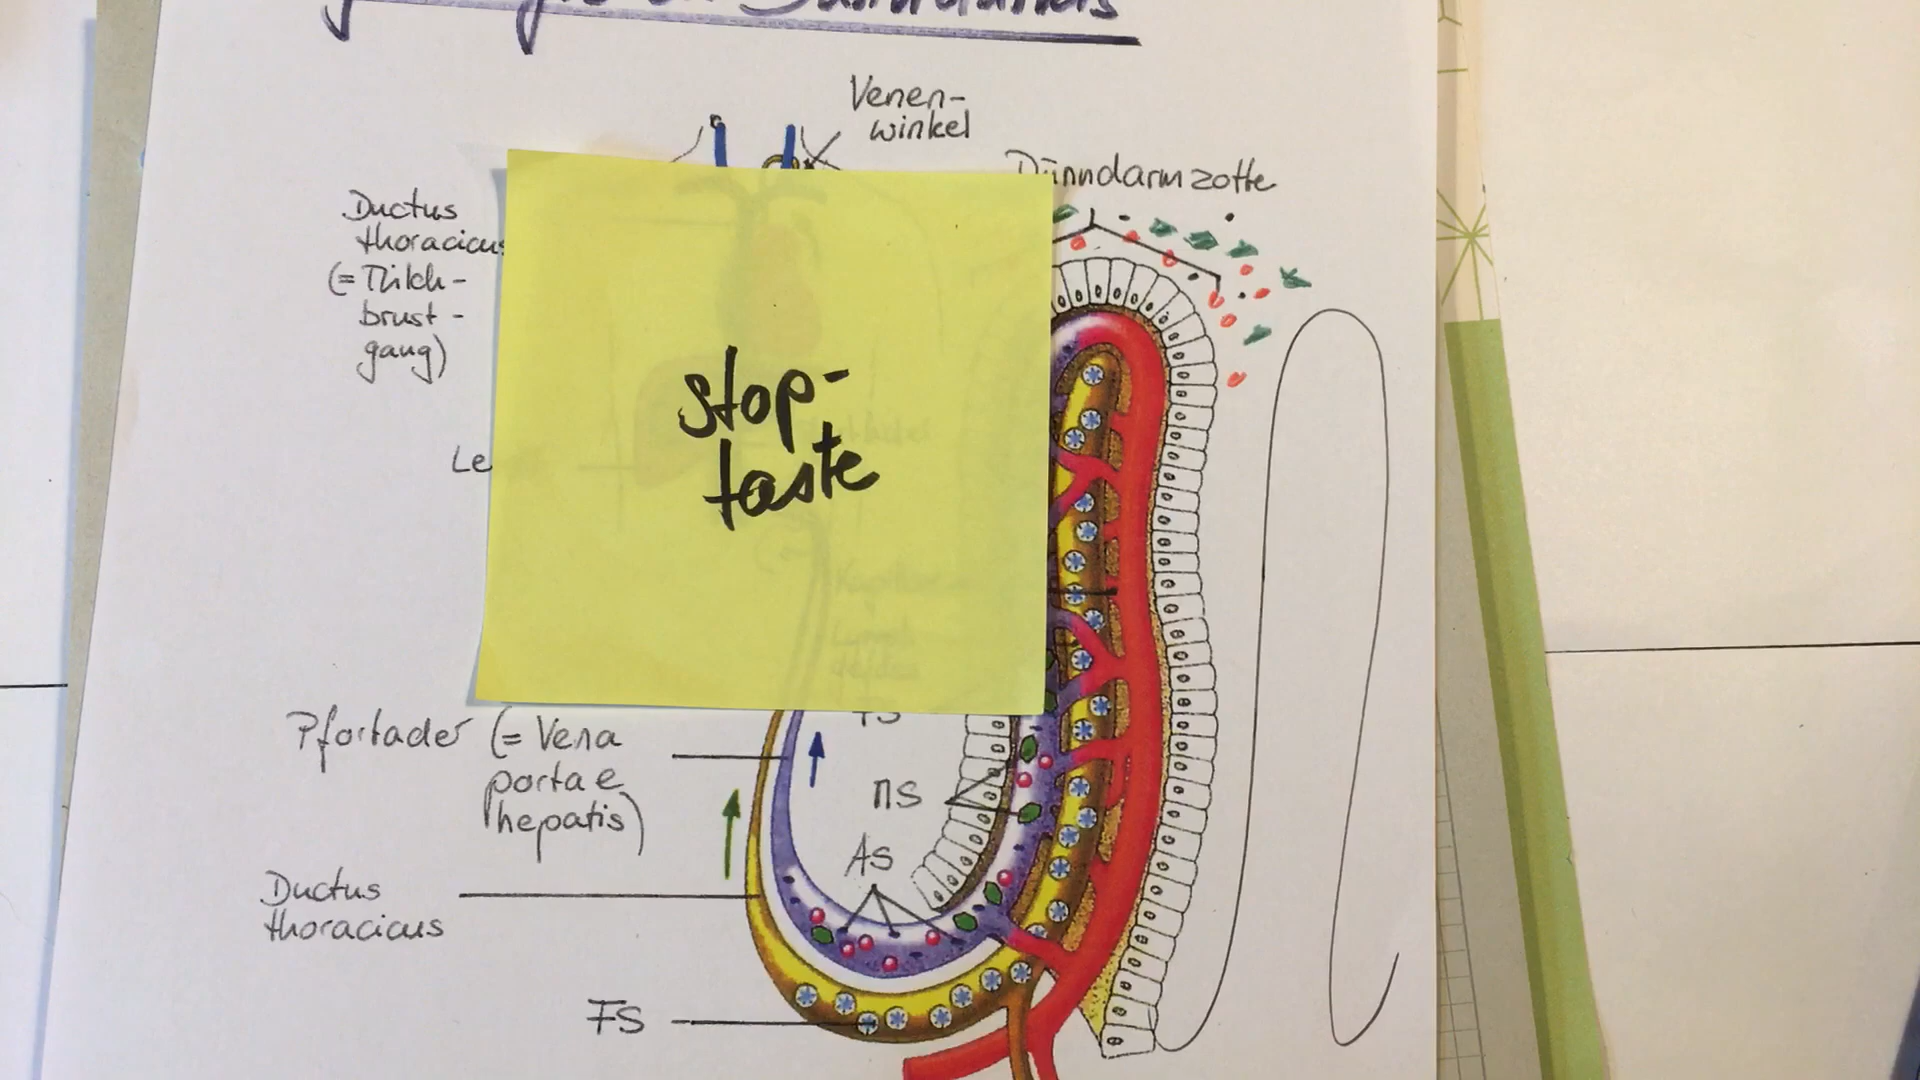 Venen-
winkel
Dünndarmzotte
Ductus
thoracicus
(= Milch-
brust-
gang)
stop-
taste
Le
Pfortader (= Vena
portae
hepatis)
MS
AS
Ductus
thoracicus
FS